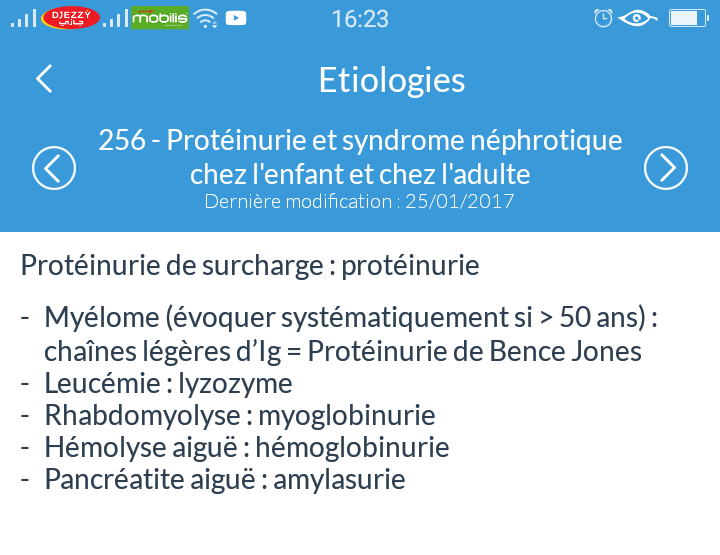 DJEZZY
جازي
mobilis
16:23
Etiologies
256 - Protéinurie et syndrome néphrotique
chez l'enfant et chez l'adulte
Dernière modification : 25/01/2017
Protéinurie de surcharge : protéinurie
- Myélome (évoquer systématiquement si > 50 ans) :
chaînes légères d’Ig = Protéinurie de Bence Jones
- Leucémie : lyzozyme
- Rhabdomyolyse : myoglobinurie
- Hémolyse aiguë : hémoglobinurie
- Pancréatite aiguë : amylasurie